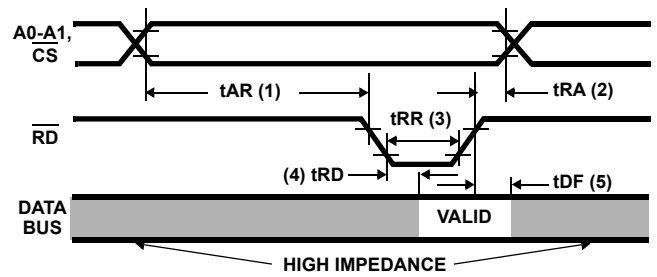 A0-A1,
CS
tAR (1)
tRA (2)
tRR (3)
RD
(4) tRD
tDF (5)
DATA
BUS
VALID
HIGH IMPEDANCE